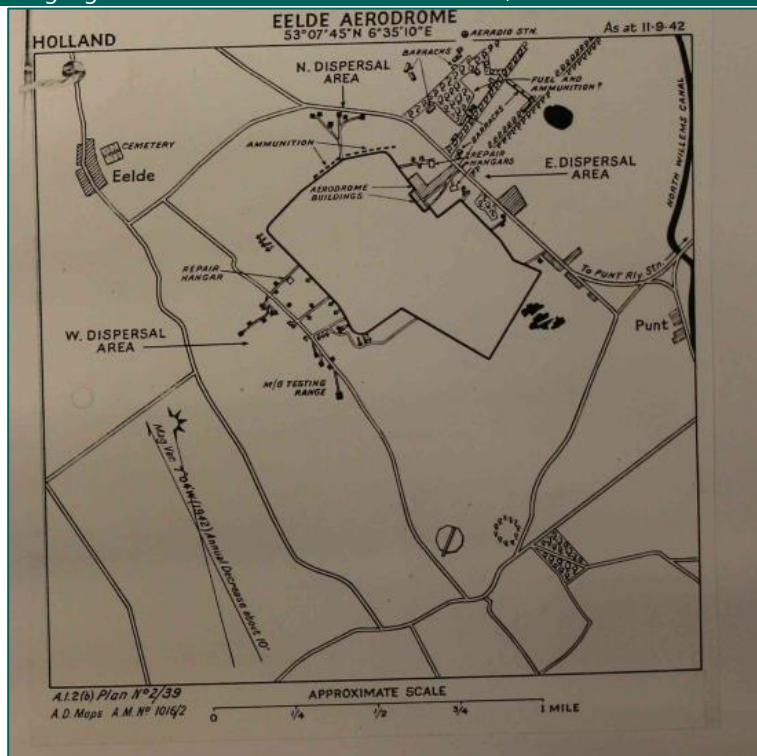 EELDE AERODROME
53°07'45"N 6°35'10"E
HOLLAND
As at 11-9-42
AERADIO STN.
BARRACKS
N. DISPERSAL
AREA
FUEL AND
AMMUNITION?
CEMETERY
AMMUNITION
BARRACKS
Eelde
REPAIR
HANGARS
E. DISPERSAL
AREA
AERODROME
BUILDINGS
NORTH WILLEMS CANAL
REPAIR
HANGAR
To PUNT Rly Stn.
W. DISPERSAL
AREA
Punt
M/G TESTING
RANGE
Mag Var. 7°04'W (1942) Annual Decrease about 10'
A.I.2(b) Plan Nº2/39
A.D. Maps A.M. Nº 1016/2
APPROXIMATE SCALE
0 1/4 1/2 3/4 1 MILE